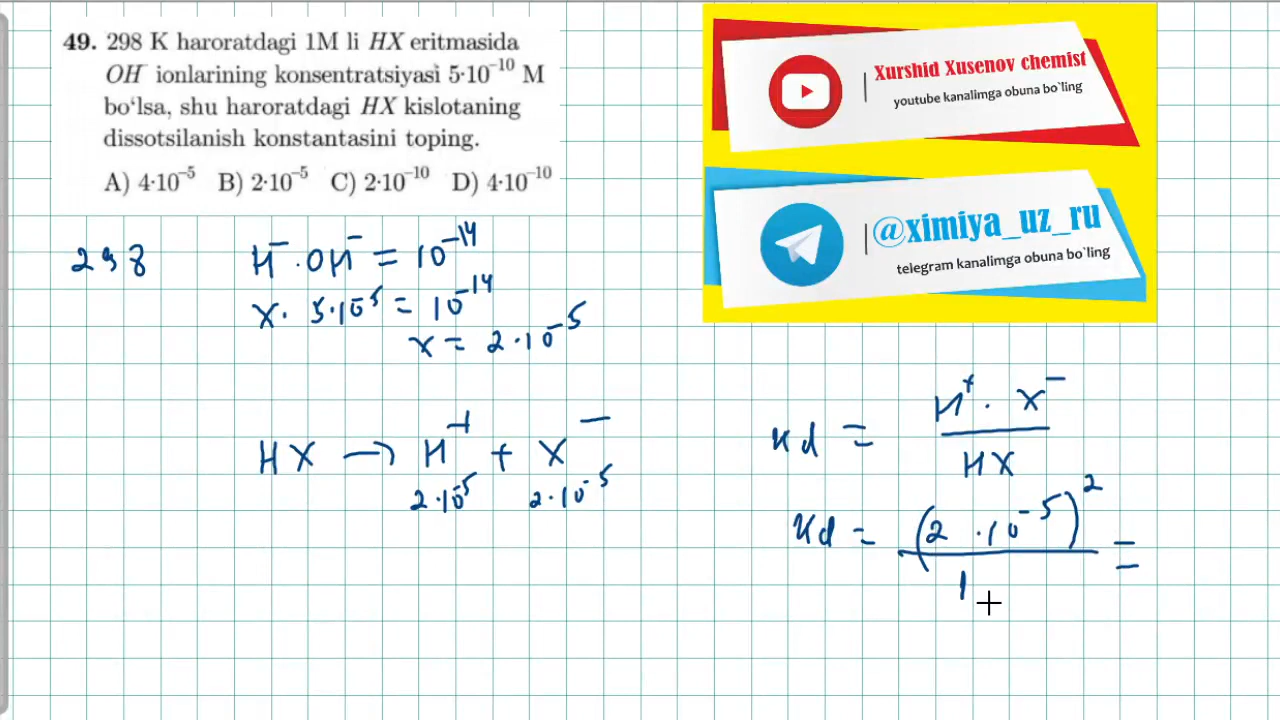 49. 298 K haroratdagi 1M li HX eritmasida
OH⁻ ionlarining konsentratsiyasi 5·10⁻¹⁰ M
bo‘lsa, shu haroratdagi HX kislotaning
dissotsilanish konstantasini toping.
A) 4·10⁻⁵ B) 2·10⁻⁵ C) 2·10⁻¹⁰ D) 4·10⁻¹⁰
Xurshid Xusenov chemist
youtube kanalimga obuna bo`ling
@ximiya_uz_ru
telegram kanalimga obuna bo`ling
298
H⁻ · OH⁻ = 10⁻¹⁴
x · 5·10⁻⁵ = 10⁻¹⁴
x = 2·10⁻⁵
HX → H⁺ + X⁻
2·10⁻⁵ 2·10⁻⁵
Kd = H⁺ · X⁻ / HX
Kd = (2 · 10⁻⁵)² / 1 =